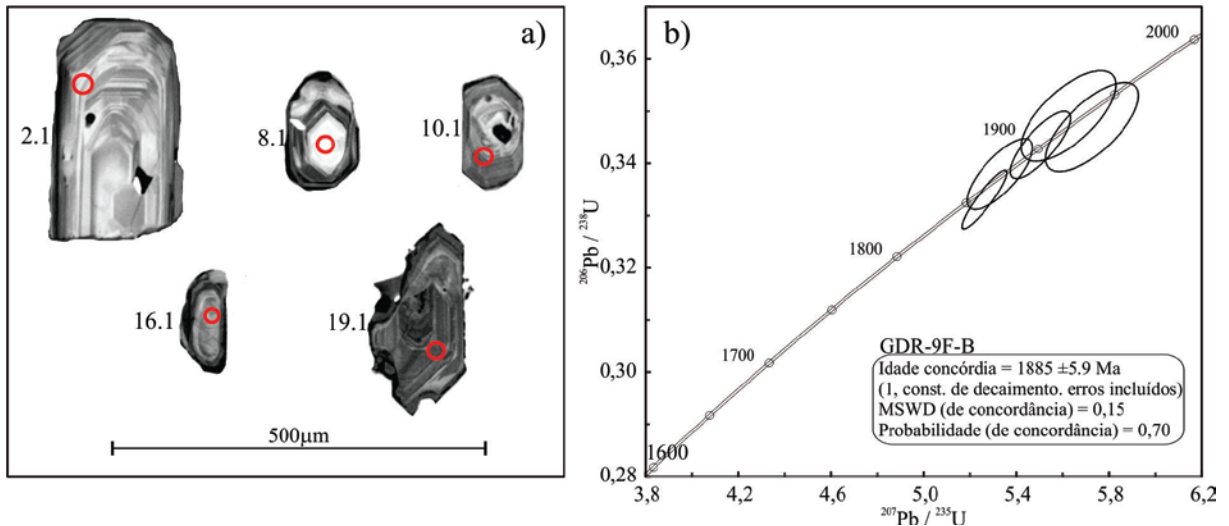 a)
2.1
8.1
10.1
16.1
19.1
500µm
b)
0,36
0,34
0,32
0,30
0,28
206Pb / 238U
2000
1900
1800
1700
1600
GDR-9F-B
Idade concórdia = 1885 ±5.9 Ma
(1, const. de decaimento. erros incluídos)
MSWD (de concordância) = 0,15
Probabilidade (de concordância) = 0,70
3,8 4,2 4,6 5,0 5,4 5,8 6,2
207Pb / 235U